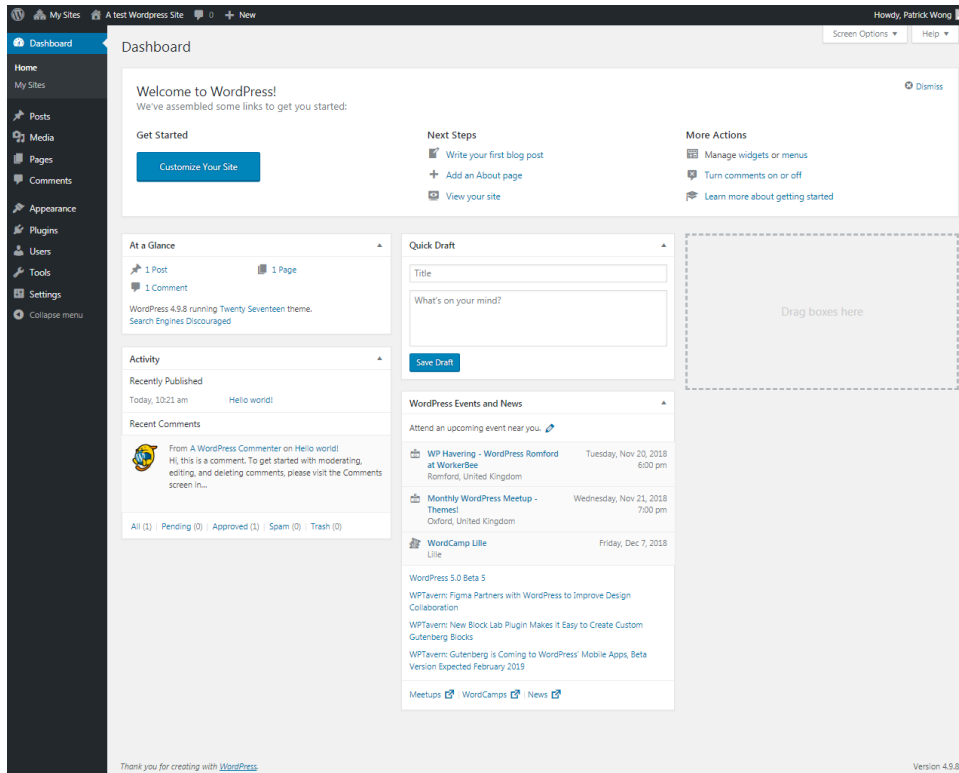 My Sites A test Wordpress Site 0 + New Howdy, Patrick Wong
Screen Options ▼ Help ▼
Dashboard
Home
My Sites
Posts
Media
Pages
Comments
Appearance
Plugins
Users
Tools
Settings
Collapse menu
Dashboard
Welcome to WordPress!
We've assembled some links to get you started:
Dismiss
Get Started
Customize Your Site
Next Steps
Write your first blog post
Add an About page
View your site
More Actions
Manage widgets or menus
Turn comments on or off
Learn more about getting started
At a Glance
1 Post 1 Page
1 Comment
WordPress 4.9.8 running Twenty Seventeen theme.
Search Engines Discouraged
Activity
Recently Published
Today, 10:21 am Hello world!
Recent Comments
From A WordPress Commenter on Hello world!
Hi, this is a comment. To get started with moderating,
editing, and deleting comments, please visit the Comments
screen in...
All (1) | Pending (0) | Approved (1) | Spam (0) | Trash (0)
Quick Draft
Title
What's on your mind?
Save Draft
WordPress Events and News
Attend an upcoming event near you.
WP Havering - WordPress Romford Tuesday, Nov 20, 2018
at WorkerBee 6:00 pm
Romford, United Kingdom
Monthly WordPress Meetup - Wednesday, Nov 21, 2018
Themes! 7:00 pm
Oxford, United Kingdom
WordCamp Lille Friday, Dec 7, 2018
Lille
WordPress 5.0 Beta 5
WPTavern: Figma Partners with WordPress to Improve Design
Collaboration
WPTavern: New Block Lab Plugin Makes It Easy to Create Custom
Gutenberg Blocks
WPTavern: Gutenberg is Coming to WordPress' Mobile Apps, Beta
Version Expected February 2019
Meetups | WordCamps | News
Drag boxes here
Thank you for creating with WordPress.
Version 4.9.8